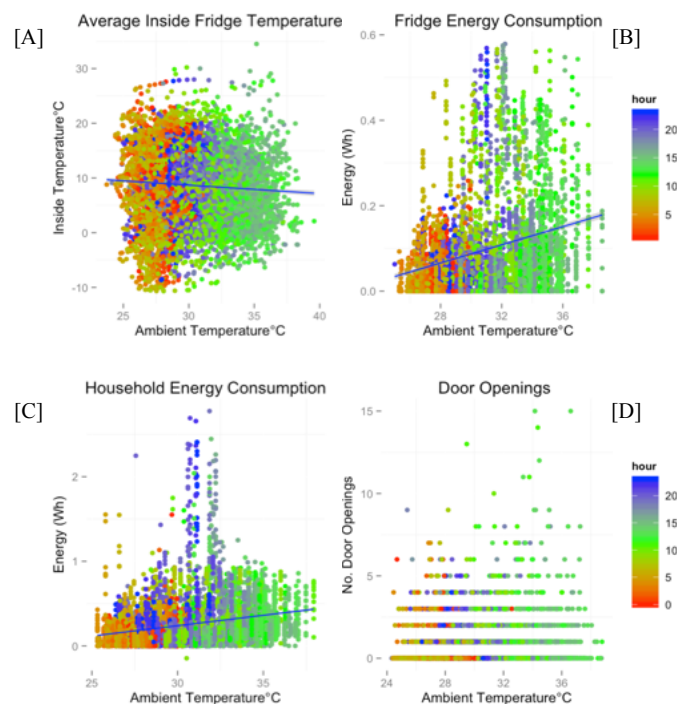 [A]
Average Inside Fridge Temperature
Inside Temperature°C
30
20
10
0
-10
25
30
35
40
Ambient Temperature°C
Fridge Energy Consumption
[B]
Energy (Wh)
0.6
0.4
0.2
0.0
28
32
36
Ambient Temperature°C
hour
20
15
10
5
[C]
Household Energy Consumption
Energy (Wh)
2
1
0
25
30
35
Ambient Temperature°C
Door Openings
[D]
No. Door Openings
15
10
5
0
24
28
32
36
Ambient Temperature°C
hour
20
15
10
5
0